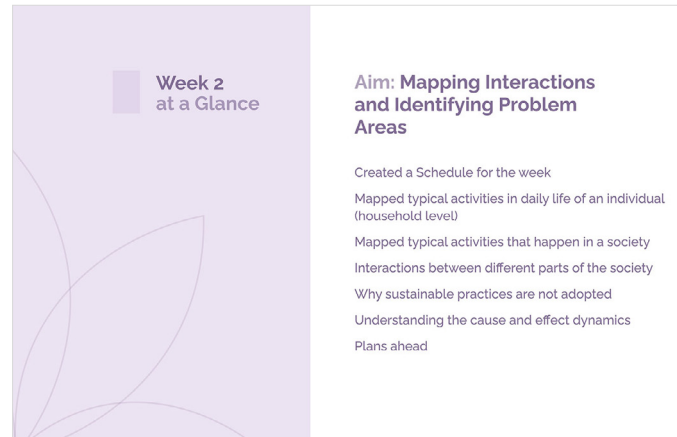 Week 2
at a Glance
Aim: Mapping Interactions
and Identifying Problem
Areas
Created a Schedule for the week
Mapped typical activities in daily life of an individual
(household level)
Mapped typical activities that happen in a society
Interactions between different parts of the society
Why sustainable practices are not adopted
Understanding the cause and effect dynamics
Plans ahead